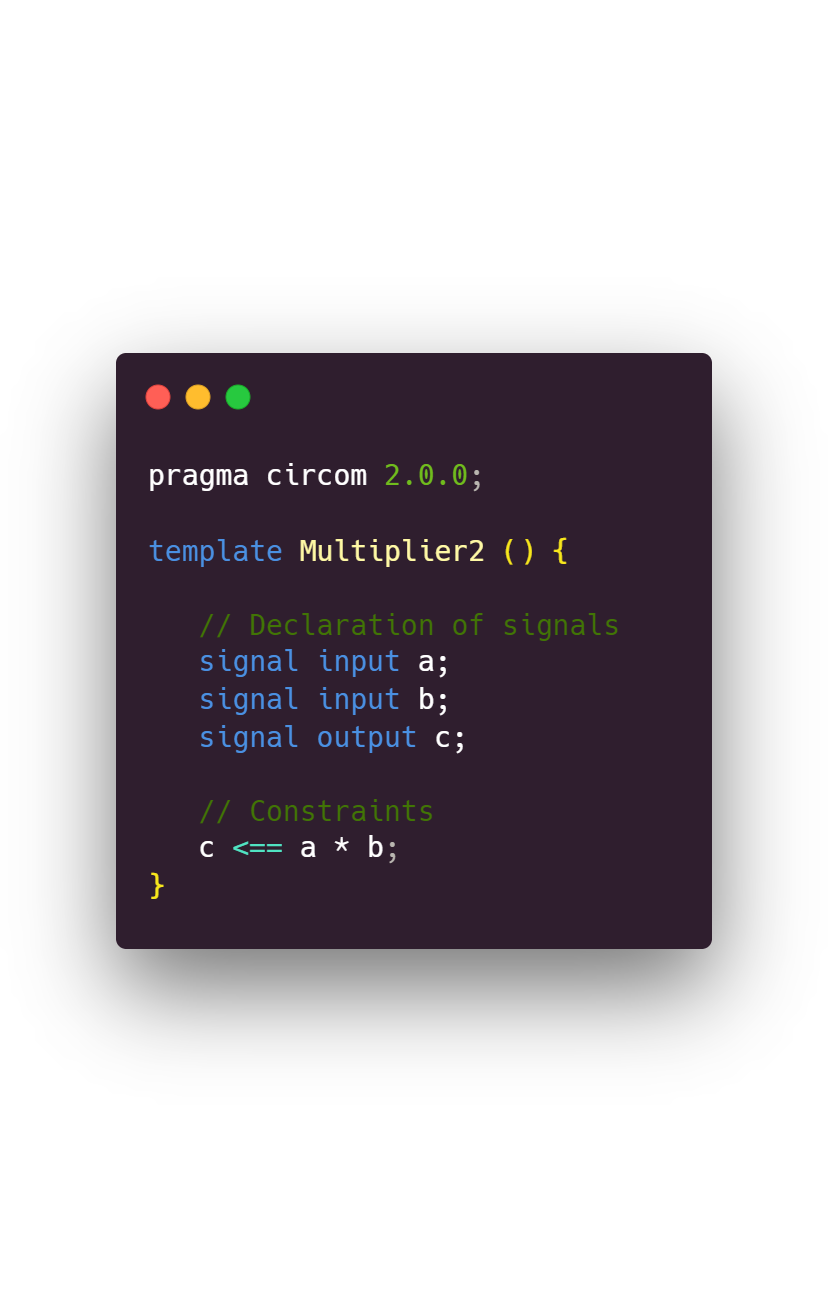 pragma circom 2.0.0;
template Multiplier2 () {
// Declaration of signals
signal input a;
signal input b;
signal output c;
// Constraints
c <== a * b;
}